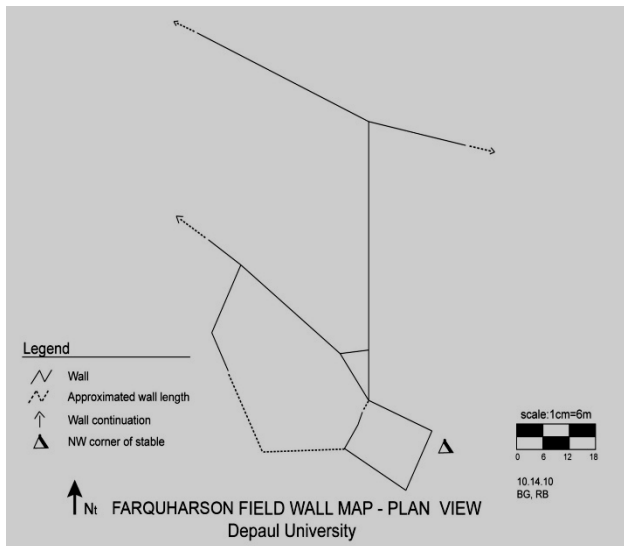 Legend
Wall
Approximated wall length
Wall continuation
NW corner of stable
scale:1cm=6m
0 6 12 18
10.14.10
BG, RB
Nt FARQUHARSON FIELD WALL MAP - PLAN VIEW
Depaul University